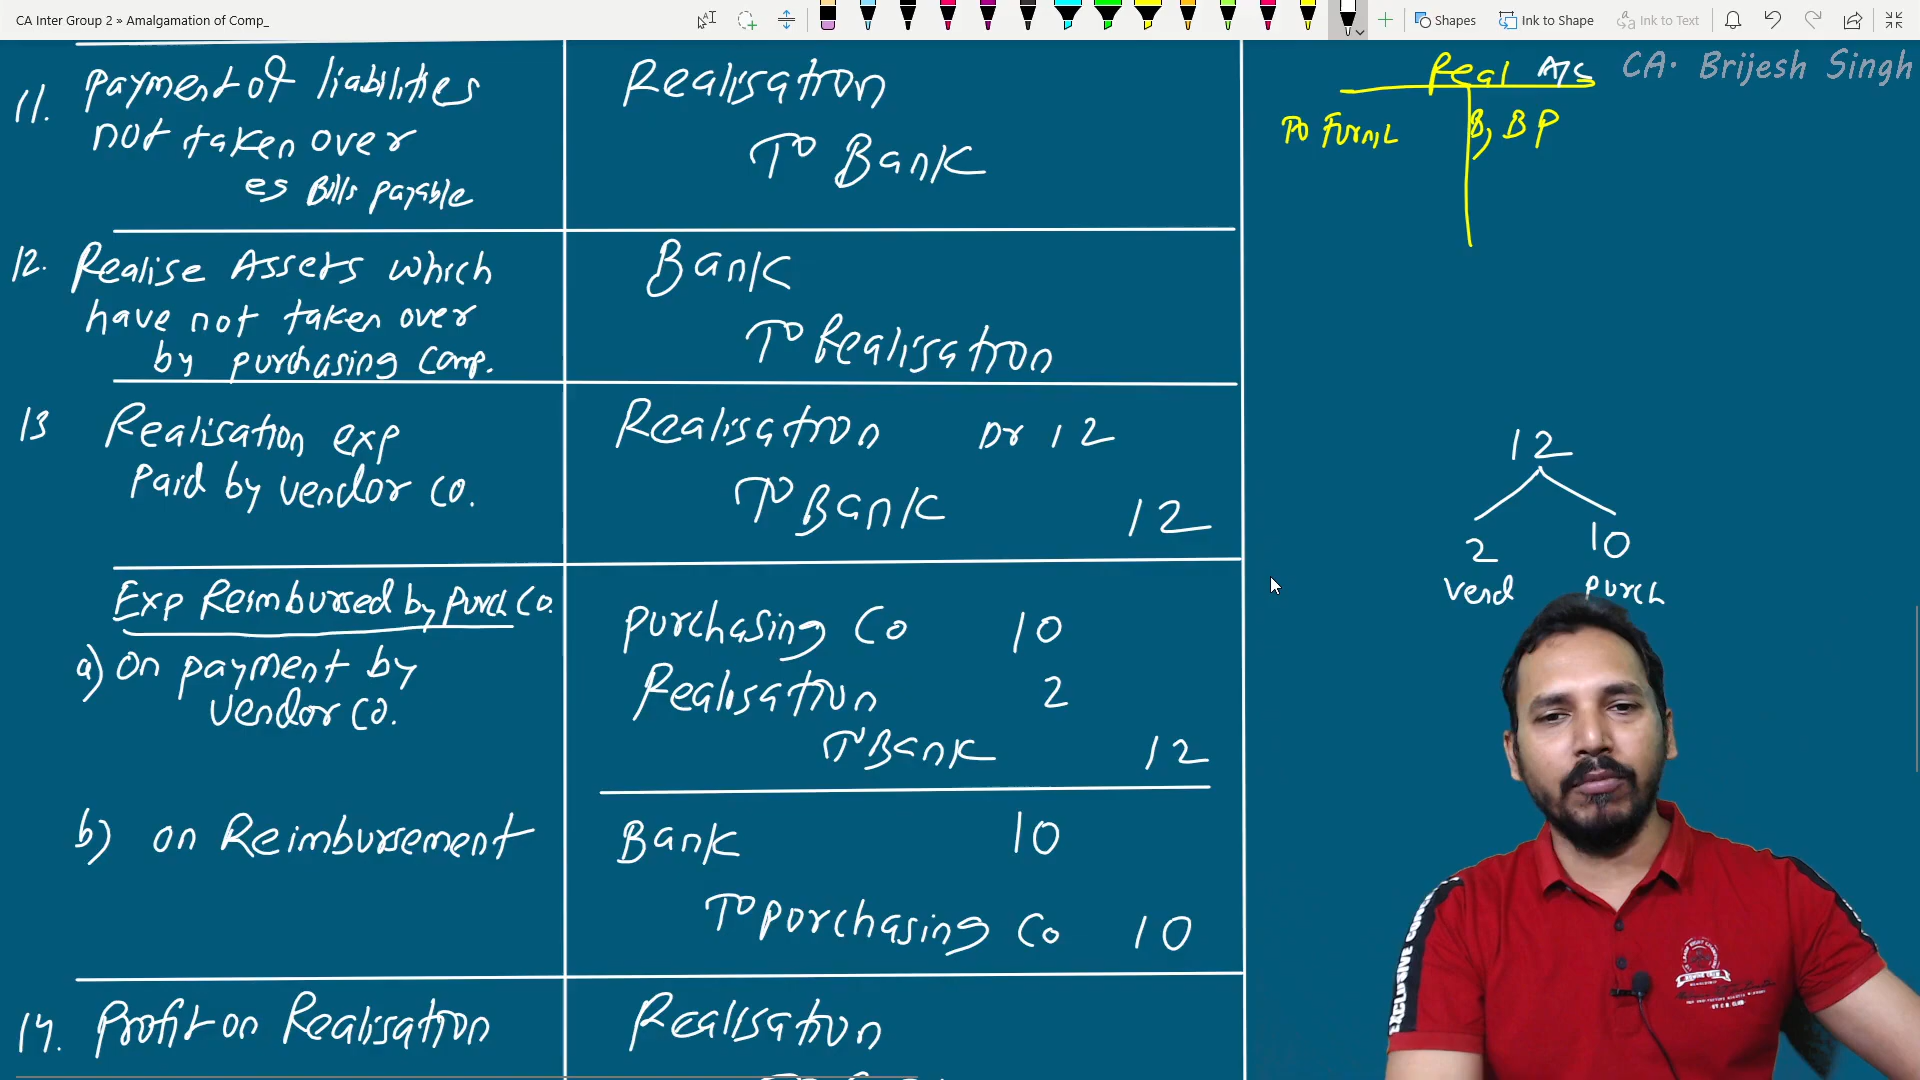 CA Inter Group 2 » Amalgamation of Comp_
Shapes
Ink to Shape
Ink to Text
CA. Brijesh Singh
11. Payment of liabilities
not taken over
es Bills payable
Realisation
To Bank
12. Realise Assets which
have not taken over
by purchasing Comp.
Bank
To Realisation
13 Realisation exp
Paid by vendor co.
Realisation Dr 12
To Bank 12
Exp Reimbursed by Purch Co.
a) on payment by
vendor co.
Purchasing Co 10
Realisation 2
To Bank 12
b) on Reimbursement
Bank 10
To purchasing Co 10
14. Profit on Realisation
Realisation
Real A/c
To Furn, L
B, BP
12
2 10
Vend Purch
EXCLUSIVE